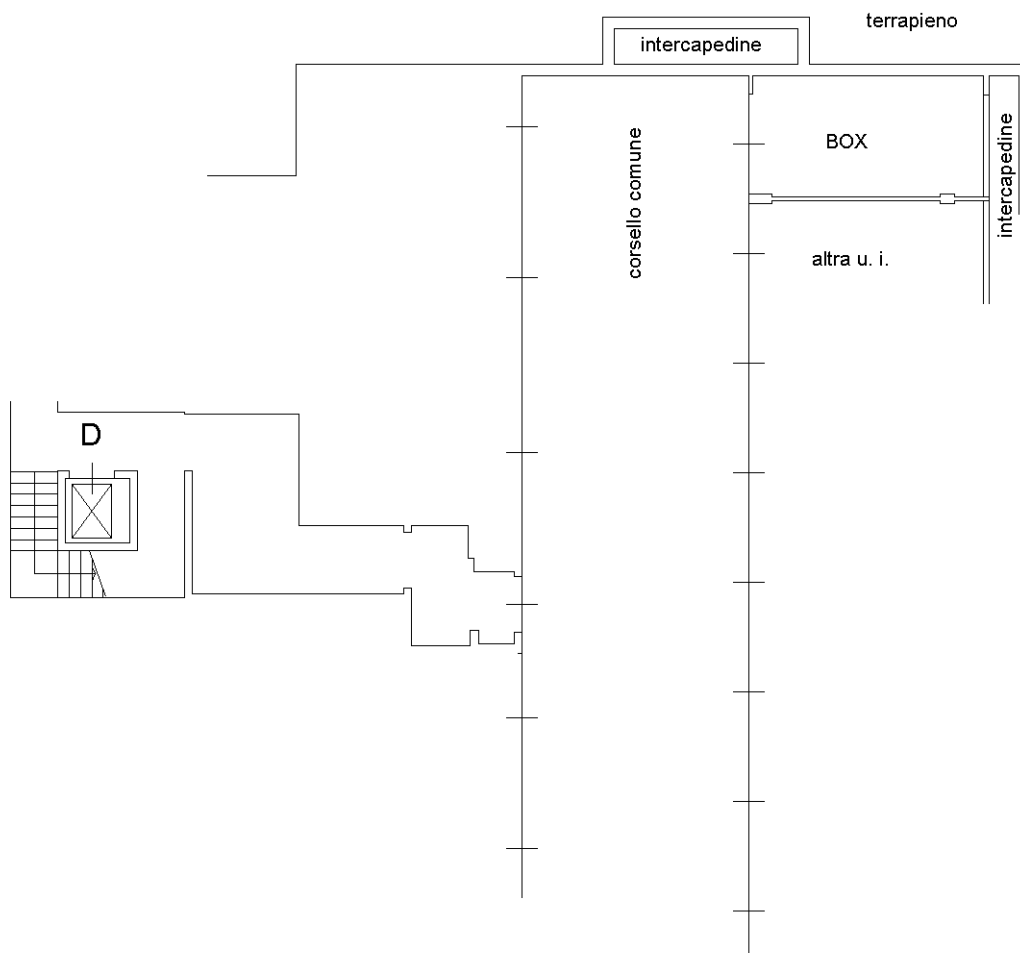 terrapieno
intercapedine
corsello comune
BOX
intercapedine
altra u. i.
D